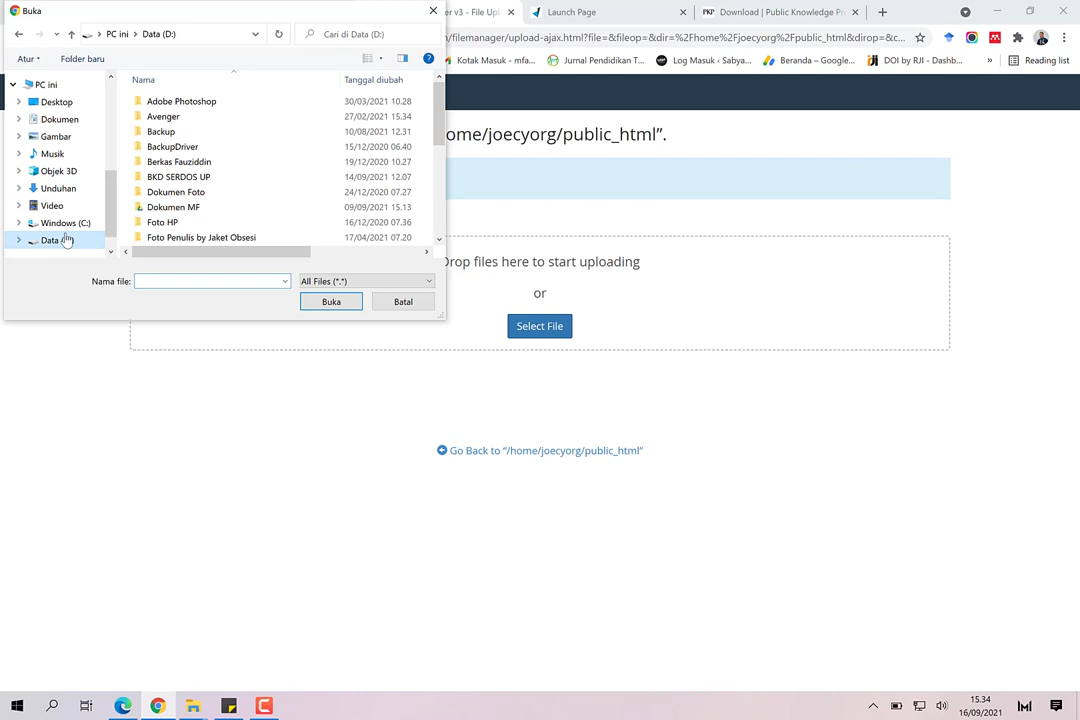 Buka
er v3 - File Uplo
Launch Page
PKP Download | Public Knowledge Pro
PC ini > Data (D:)
Cari di Data (D:)
/filemanager/upload-ajax.html?file=&fileop=&dir=%2Fhome%2Fjoecyorg%2Fpublic_html&dirop=&c...
Atur
Folder baru
Kotak Masuk - mfa...
Jurnal Pendidikan T...
Log Masuk - Sabya...
Beranda – Google...
DOI by RJI - Dashb...
»
Reading list
PC ini
Desktop
Dokumen
Gambar
Musik
Objek 3D
Unduhan
Video
Windows (C:)
Data
Nama
Tanggal diubah
Adobe Photoshop 30/03/2021 10.28
Avenger 27/02/2021 15.34
Backup 10/08/2021 12.31
BackupDriver 15/12/2020 06.40
Berkas Fauziddin 19/12/2020 10.27
BKD SERDOS UP 14/09/2021 12.07
Dokumen Foto 24/12/2020 07.27
Dokumen MF 09/09/2021 15.13
Foto HP 16/12/2020 07.36
Foto Penulis by Jaket Obsesi 17/04/2021 07.20
Nama file:
All Files (*.*)
Buka
Batal
ome/joecyorg/public_html”.
Drop files here to start uploading
or
Select File
Go Back to “/home/joecyorg/public_html”
15.34
16/09/2021